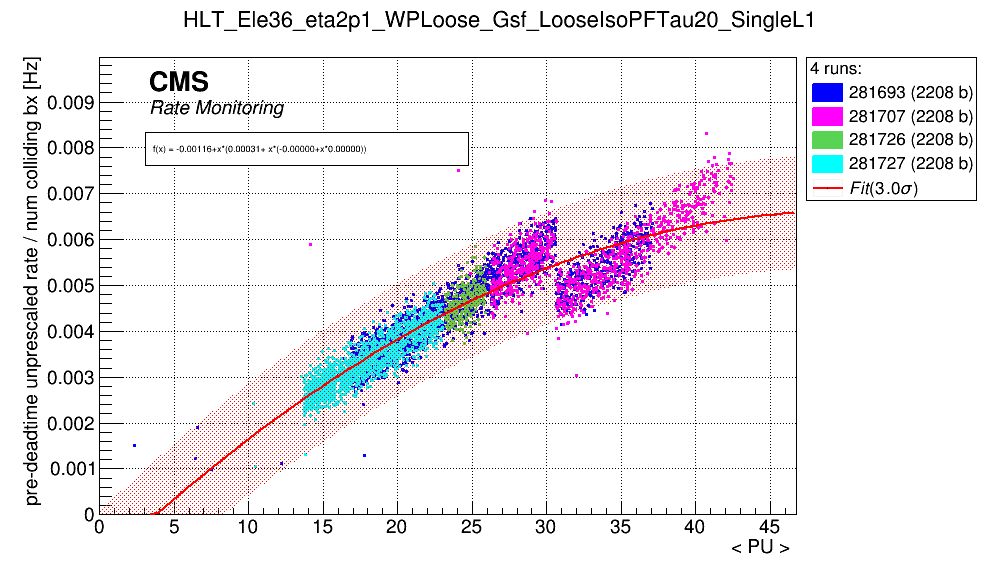 HLT_Ele36_eta2p1_WPLoose_Gsf_LooseIsoPFTau20_SingleL1
pre-deadtime unprescaled rate / num colliding bx [Hz]
CMS
Rate Monitoring
f(x) = -0.00116+x*(0.00031+ x*(-0.00000+x*0.00000))
0.009
0.008
0.007
0.006
0.005
0.004
0.003
0.002
0.001
0
0 5 10 15 20 25 30 35 40 45
< PU >
4 runs:
281693 (2208 b)
281707 (2208 b)
281726 (2208 b)
281727 (2208 b)
Fit(3.0σ)